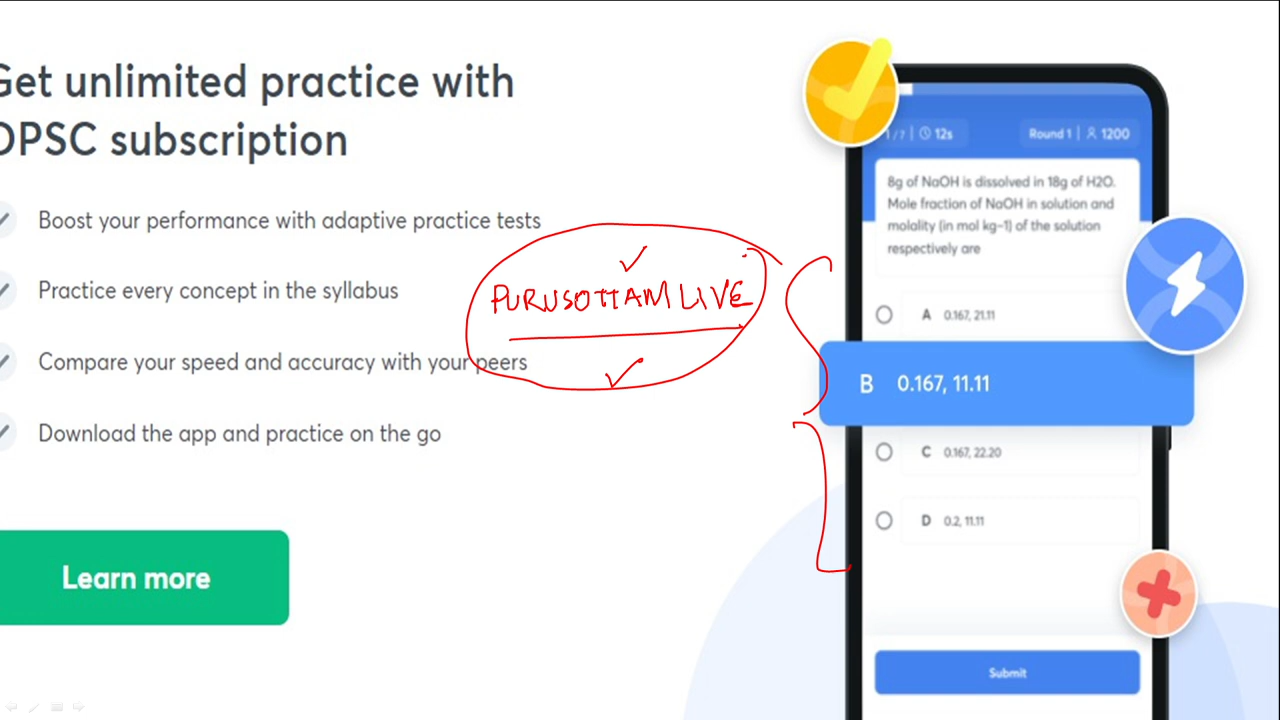 Get unlimited practice with
OPSC subscription
Boost your performance with adaptive practice tests
Practice every concept in the syllabus
Compare your speed and accuracy with your peers
Download the app and practice on the go
Learn more
PURUSOTTAM LIVE
1 / 7 | 12s
Round 1 | 1200
8g of NaOH is dissolved in 18g of H2O.
Mole fraction of NaOH in solution and
molality (in mol kg-1) of the solution
respectively are
A 0.167, 21.11
B 0.167, 11.11
C 0.167, 22.20
D 0.2, 11.11
Submit